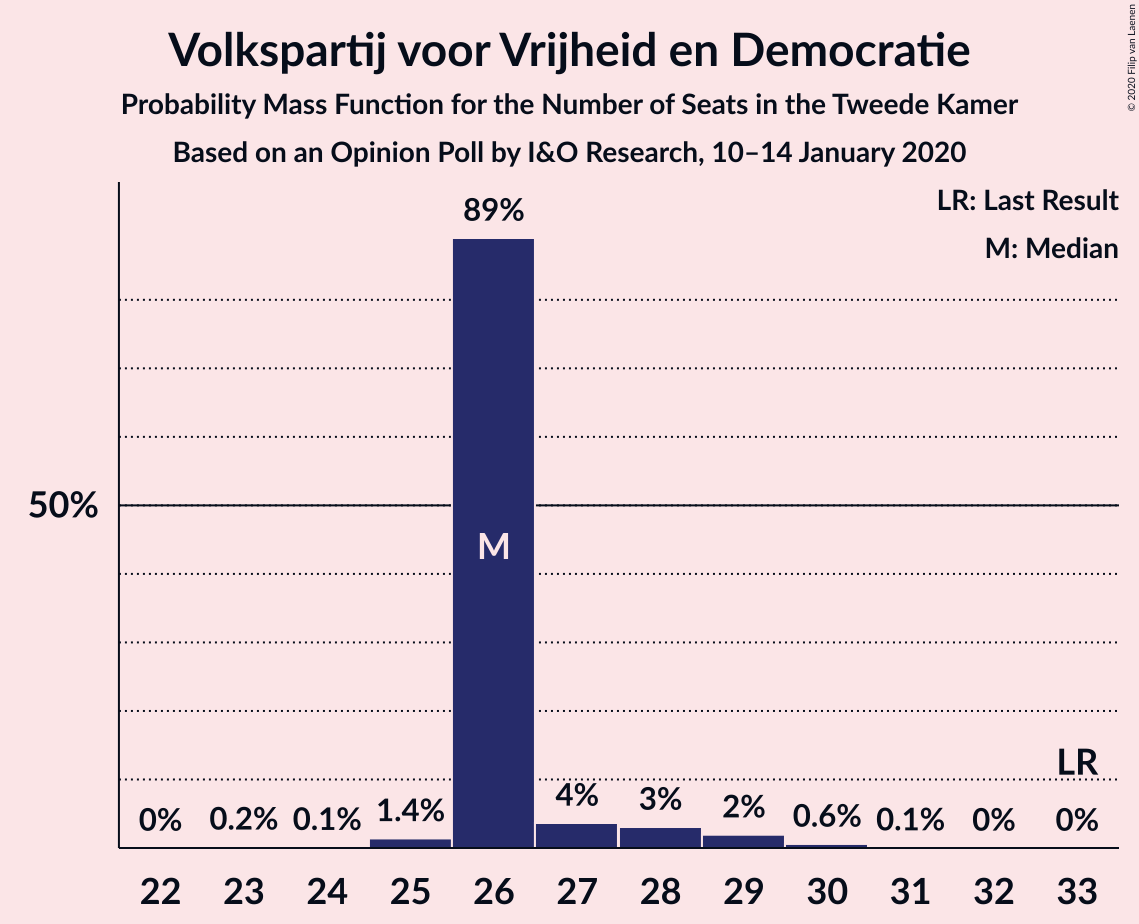 Volkspartij voor Vrijheid en Democratie
Probability Mass Function for the Number of Seats in the Tweede Kamer
Based on an Opinion Poll by I&O Research, 10–14 January 2020
© 2020 Filip van Laenen
LR: Last Result
M: Median
89%
50%
M
LR
0% 0.2% 0.1% 1.4% 4% 3% 2% 0.6% 0.1% 0% 0%
22 23 24 25 26 27 28 29 30 31 32 33